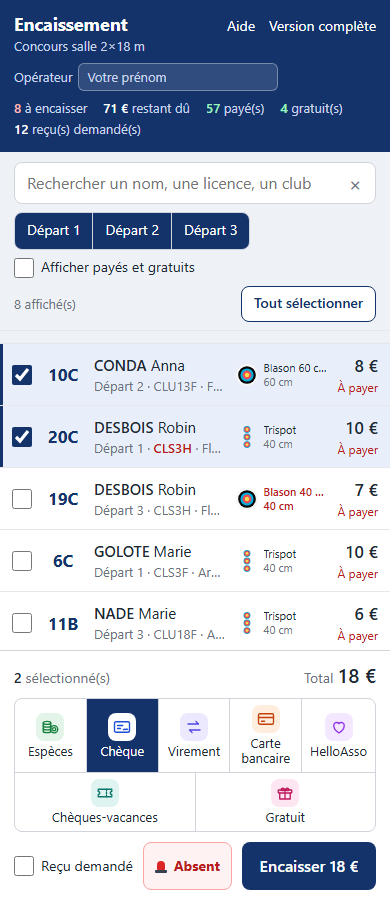 Encaissement
Aide
Version complète
Concours salle 2×18 m
Opérateur
Votre prénom
8 à encaisser 71 € restant dû 57 payé(s) 4 gratuit(s)
12 reçu(s) demandé(s)
Rechercher un nom, une licence, un club ×
Départ 1 Départ 2 Départ 3
Afficher payés et gratuits
8 affiché(s)
Tout sélectionner
10C CONDA Anna Blason 60 c... 8 €
Départ 2 · CLU13F · F... 60 cm À payer
20C DESBOIS Robin Trispot 10 €
Départ 1 · CLS3H · Fl... 40 cm À payer
19C DESBOIS Robin Blason 40 ... 7 €
Départ 3 · CLS3H · Fl... 40 cm À payer
6C GOLOTE Marie Trispot 10 €
Départ 1 · CLS3F · Ar... 40 cm À payer
11B NADE Marie Trispot 6 €
Départ 3 · CLU18F · A... 40 cm À payer
2 sélectionné(s) Total 18 €
Espèces Chèque Virement Carte bancaire HelloAsso
Chèques-vacances Gratuit
Reçu demandé Absent Encaisser 18 €